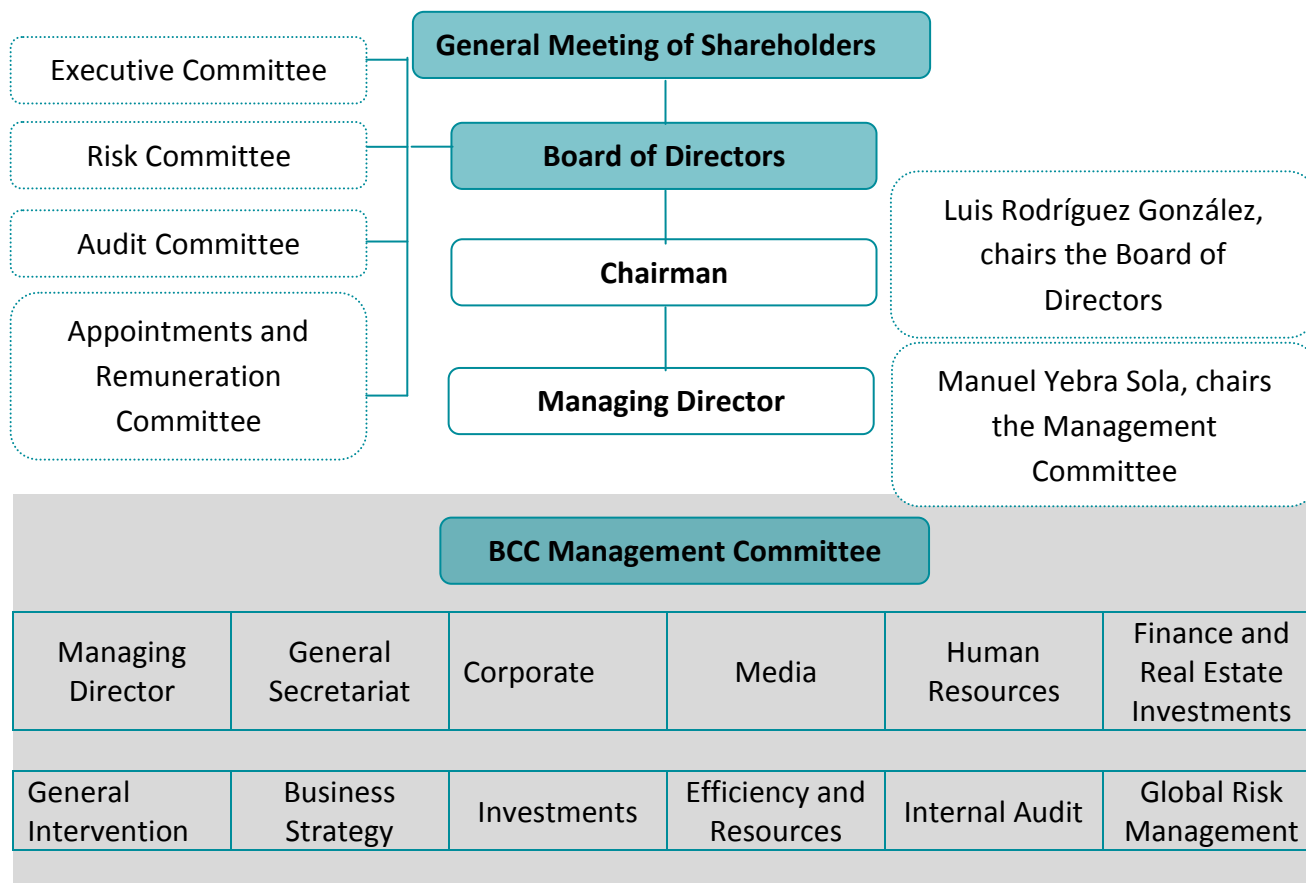 General Meeting of Shareholders
Executive Committee
Risk Committee
Board of Directors
Audit Committee
Chairman
Luis Rodríguez González,
chairs the Board of
Directors
Appointments and
Remuneration
Committee
Managing Director
Manuel Yebra Sola, chairs
the Management
Committee
BCC Management Committee
Managing
Director
General
Secretariat
Corporate
Media
Human
Resources
Finance and
Real Estate
Investments
General
Intervention
Business
Strategy
Investments
Efficiency and
Resources
Internal Audit
Global Risk
Management